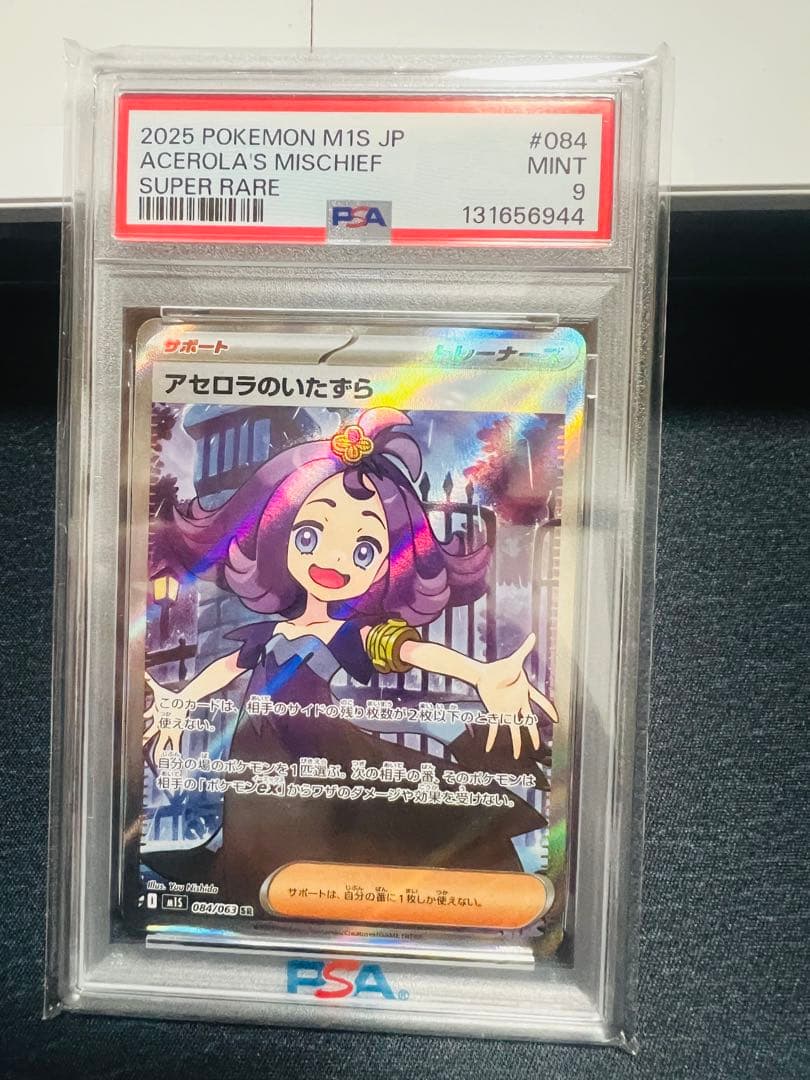 2025 POKEMON M1S JP #084
ACEROLA'S MISCHIEF MINT
SUPER RARE 9
PSA 131656944
サポート トレーナーズ
アセロラのいたずら
このカードは、相手のサイドの残り枚数が2枚以下のときにしか
使えない。
自分の場のポケモンを1匹選ぶ。次の相手の番、そのポケモンは
相手の「ポケモンex」からワザのダメージや効果を受けない。
Illus. You Nishida
I m1S 084/063 SR
サポートは、自分の番に1枚しか使えない。
PSA®